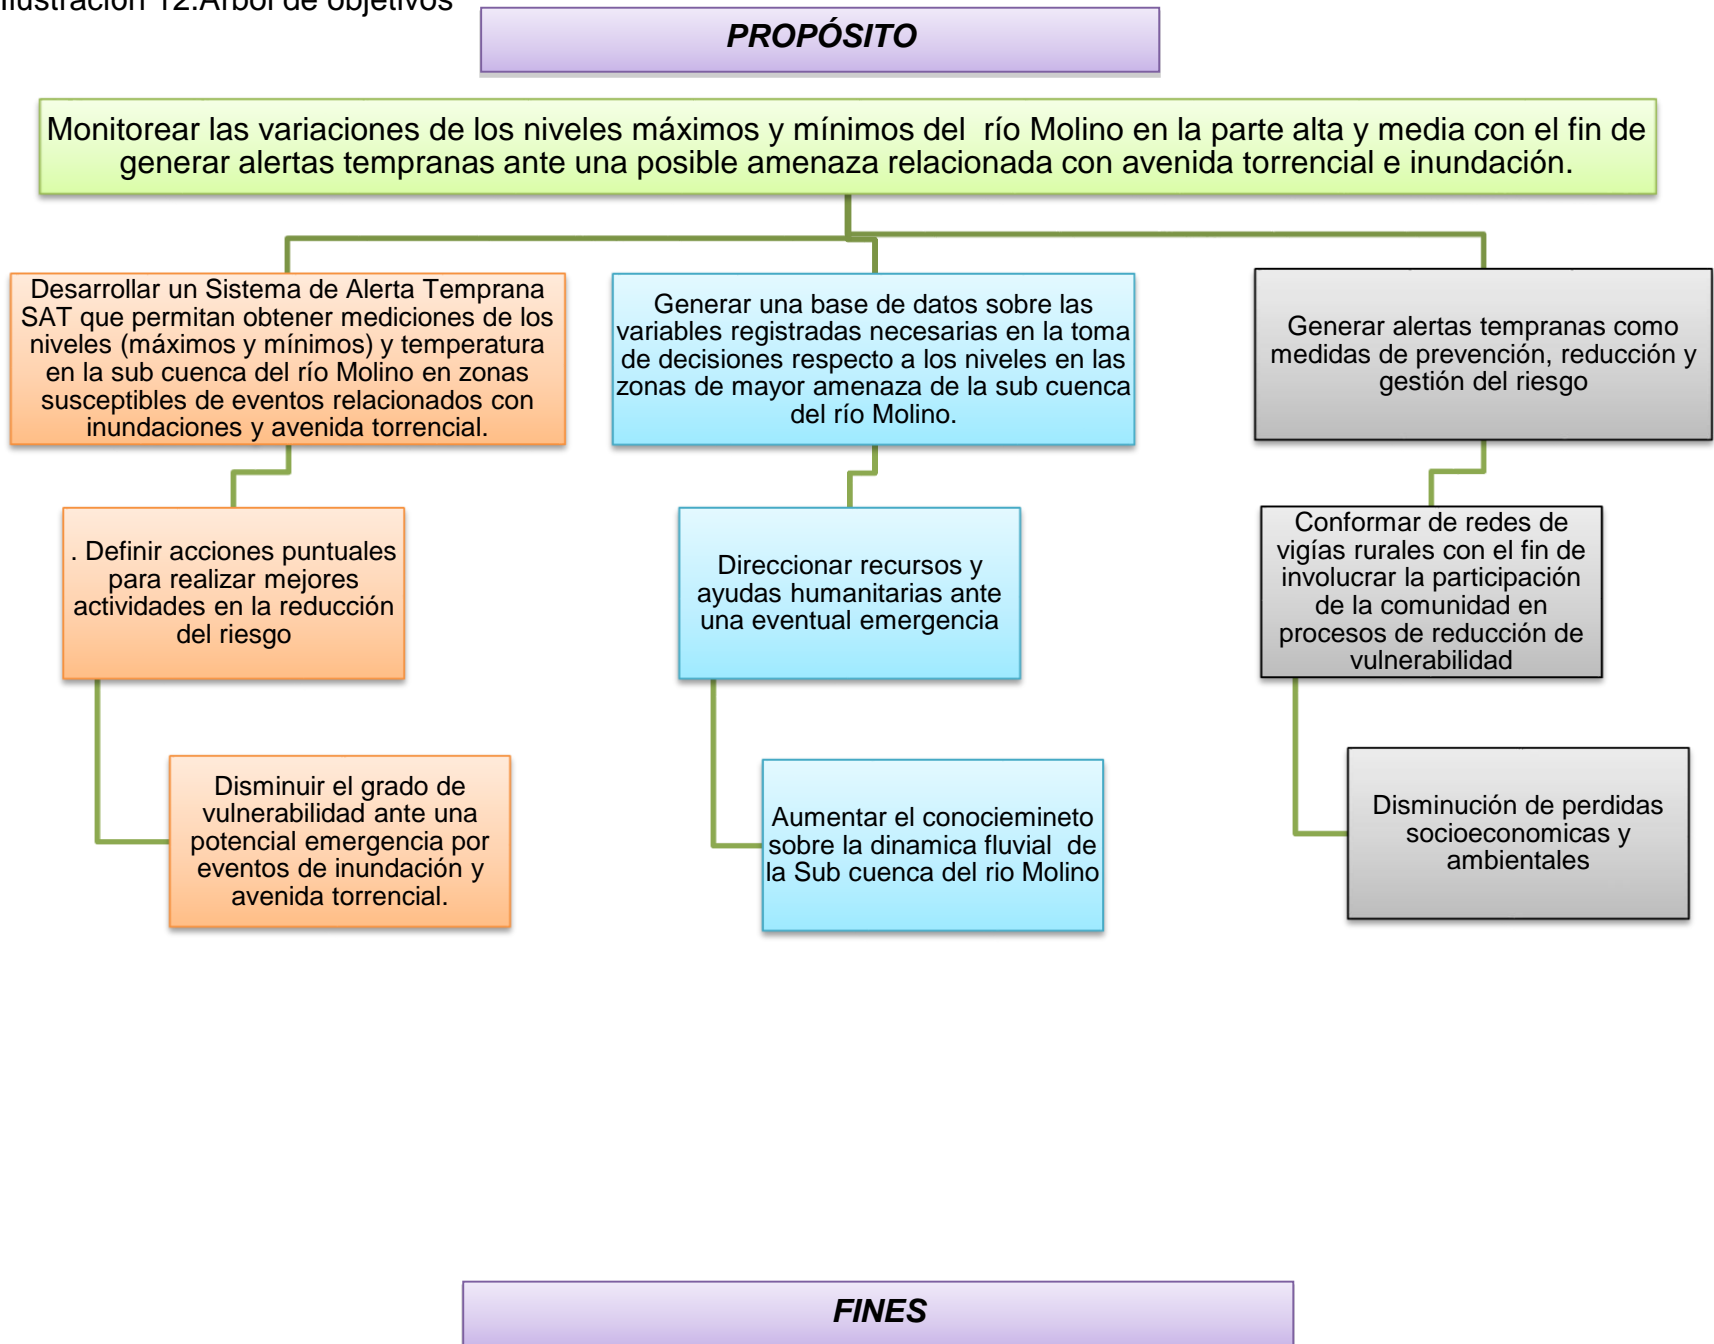 Ilustración 12.Árbol de objetivos
PROPÓSITO
Monitorear las variaciones de los niveles máximos y mínimos del río Molino en la parte alta y media con el fin de
generar alertas tempranas ante una posible amenaza relacionada con avenida torrencial e inundación.
Desarrollar un Sistema de Alerta Temprana
SAT que permitan obtener mediciones de los
niveles (máximos y mínimos) y temperatura
en la sub cuenca del río Molino en zonas
susceptibles de eventos relacionados con
inundaciones y avenida torrencial.
Generar una base de datos sobre las
variables registradas necesarias en la toma
de decisiones respecto a los niveles en las
zonas de mayor amenaza de la sub cuenca
del río Molino.
Generar alertas tempranas como
medidas de prevención, reducción y
gestión del riesgo
. Definir acciones puntuales
para realizar mejores
actividades en la reducción
del riesgo
Direccionar recursos y
ayudas humanitarias ante
una eventual emergencia
Conformar de redes de
vigías rurales con el fin de
involucrar la participación
de la comunidad en
procesos de reducción de
vulnerabilidad
Disminuir el grado de
vulnerabilidad ante una
potencial emergencia por
eventos de inundación y
avenida torrencial.
Aumentar el conociemineto
sobre la dinamica fluvial de
la Sub cuenca del rio Molino
Disminución de perdidas
socioeconomicas y
ambientales
FINES